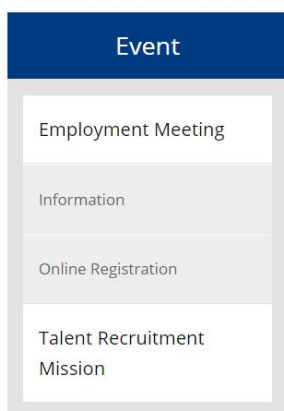 Event
Employment Meeting
Information
Online Registration
Talent Recruitment
Mission